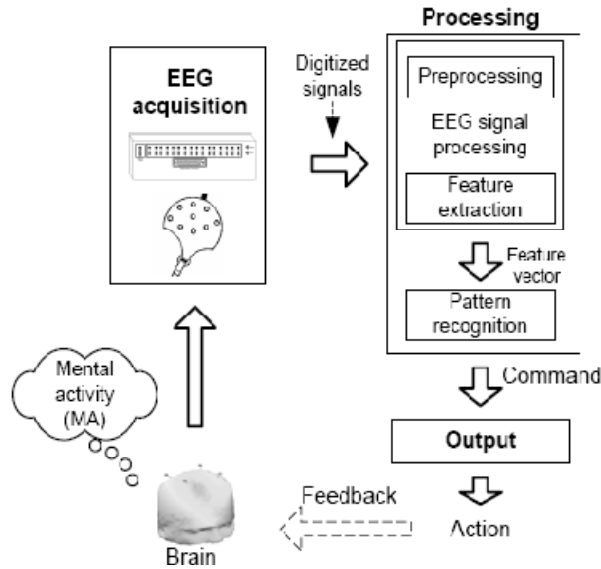 Processing
EEG
acquisition
Digitized
signals
Preprocessing
EEG signal
processing
Feature
extraction
Feature
vector
Pattern
recognition
Command
Output
Action
Feedback
Mental
activity
(MA)
Brain